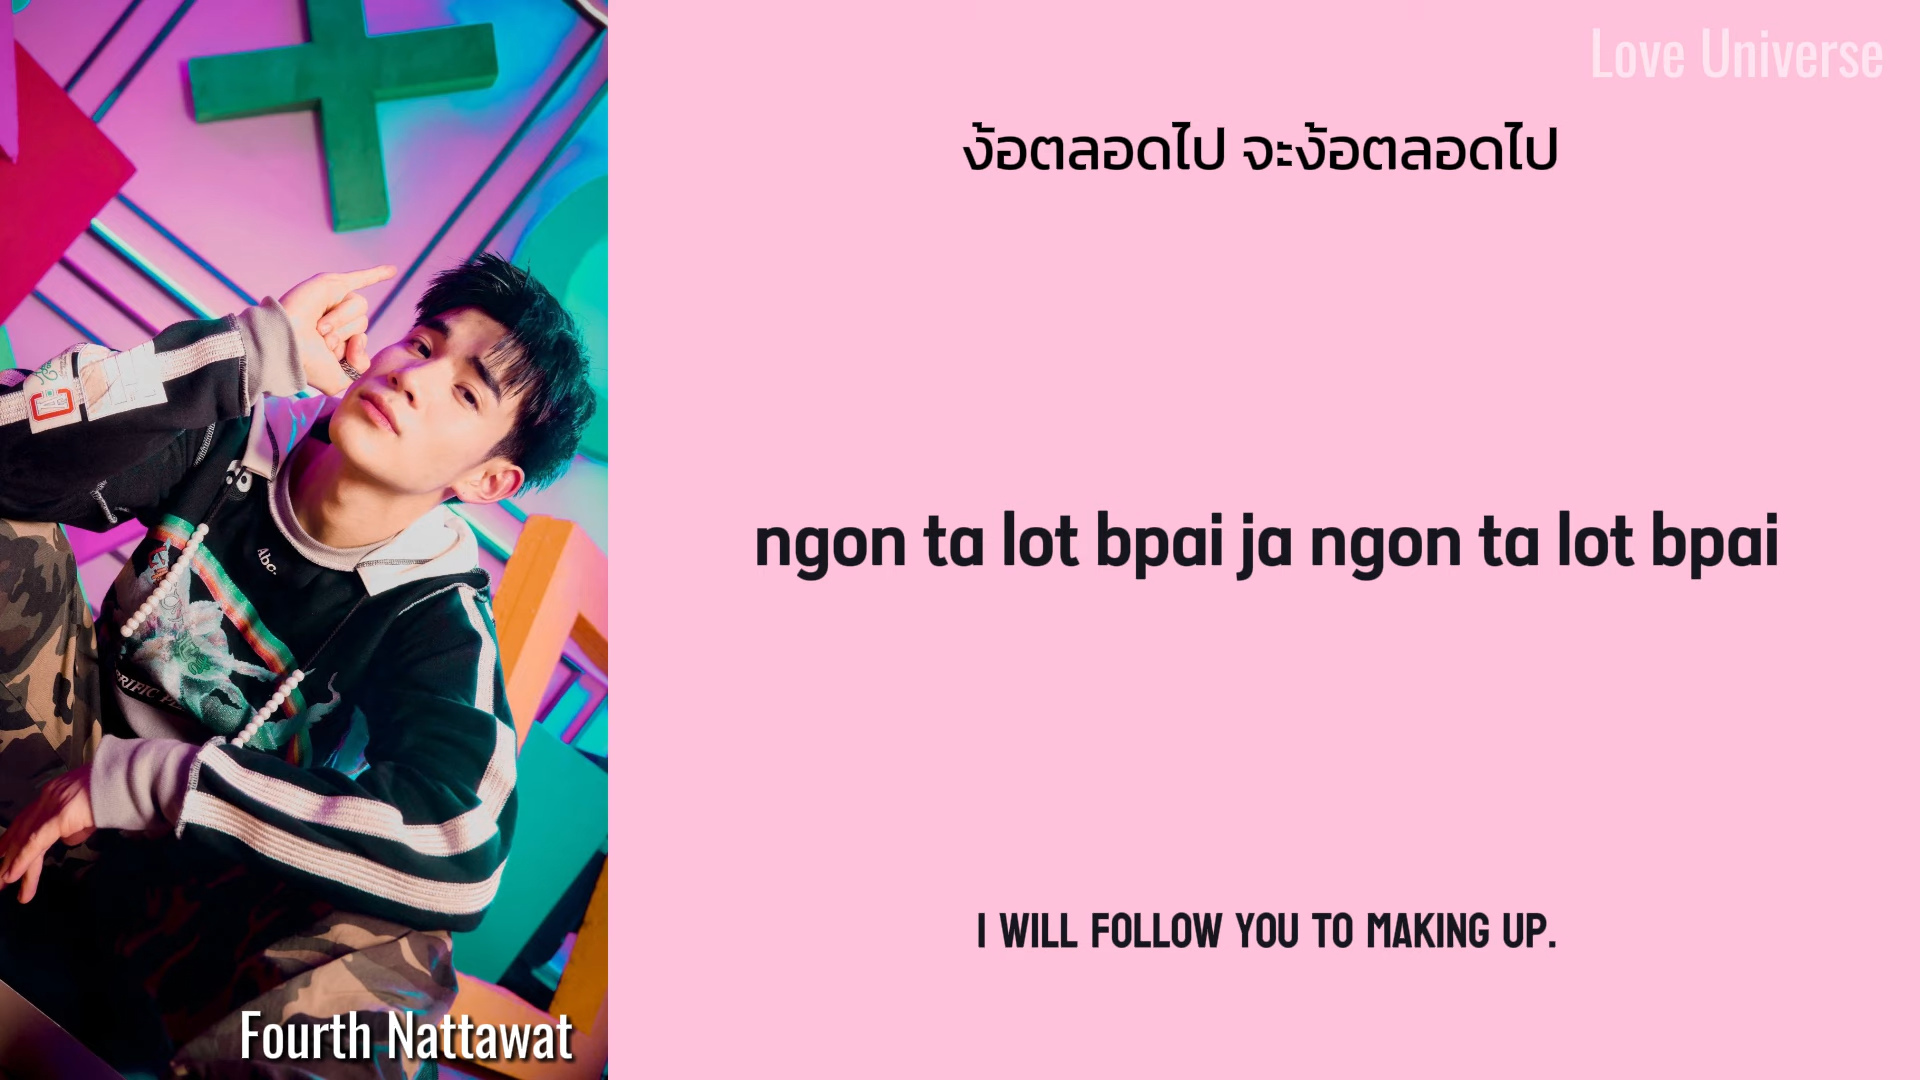 Love Universe
ง้อตลอดไป จะง้อตลอดไป
ngon ta lot bpai ja ngon ta lot bpai
I WILL FOLLOW YOU TO MAKING UP.
Abc.
Fourth Nattawat